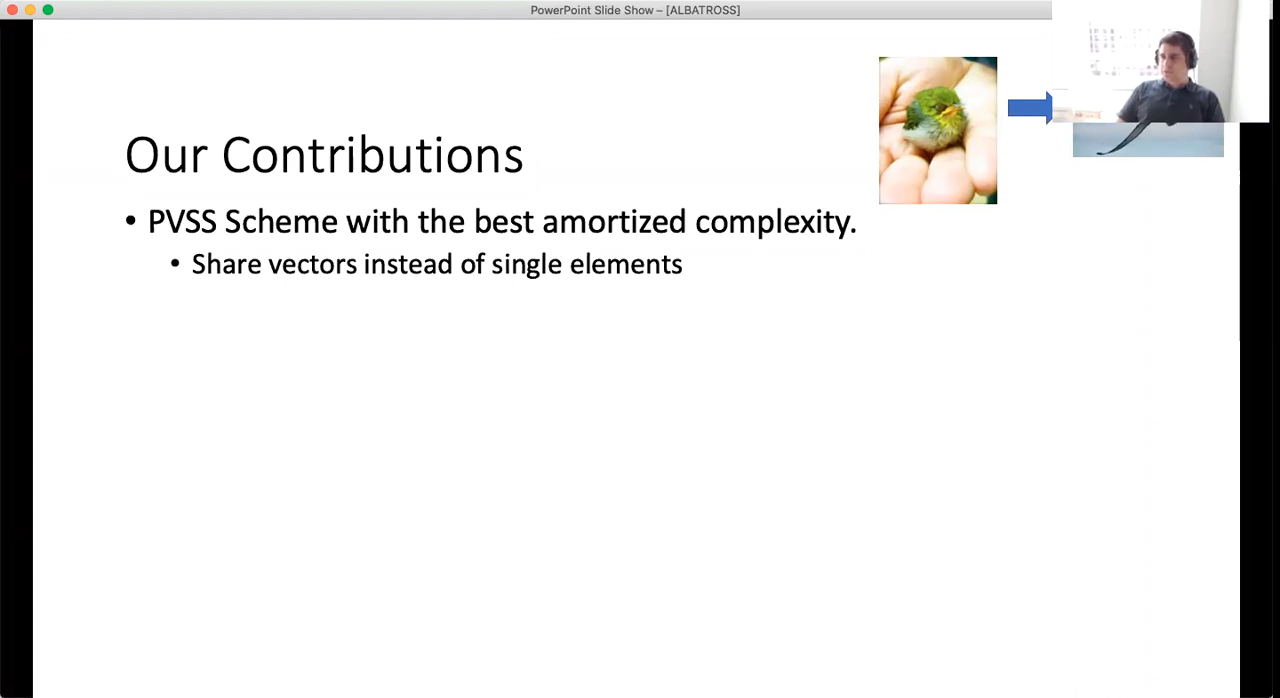 PowerPoint Slide Show – [ALBATROSS]
Our Contributions
• PVSS Scheme with the best amortized complexity.
• Share vectors instead of single elements